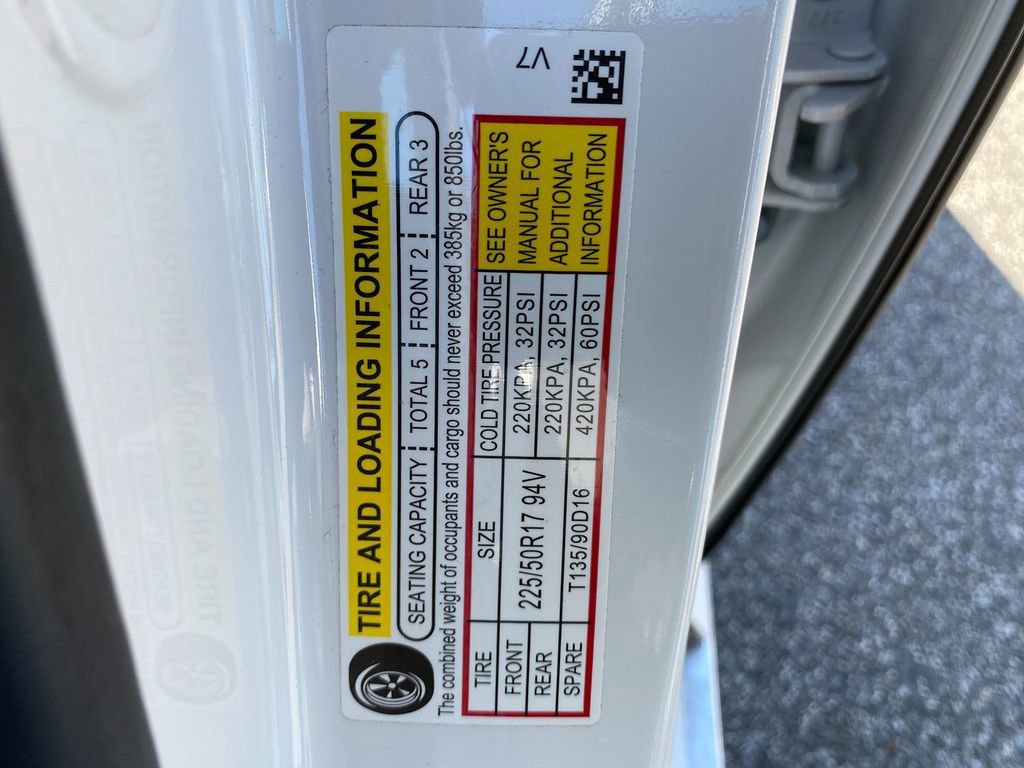 V7
TIRE AND LOADING INFORMATION
SEATING CAPACITY TOTAL 5 FRONT 2 REAR 3
The combined weight of occupants and cargo should never exceed 385kg or 850lbs.
TIRE SIZE COLD TIRE PRESSURE
FRONT 225/50R17 94V 220KPA, 32PSI
REAR 220KPA, 32PSI
SPARE T135/90D16 420KPA, 60PSI
SEE OWNER'S
MANUAL FOR
ADDITIONAL
INFORMATION